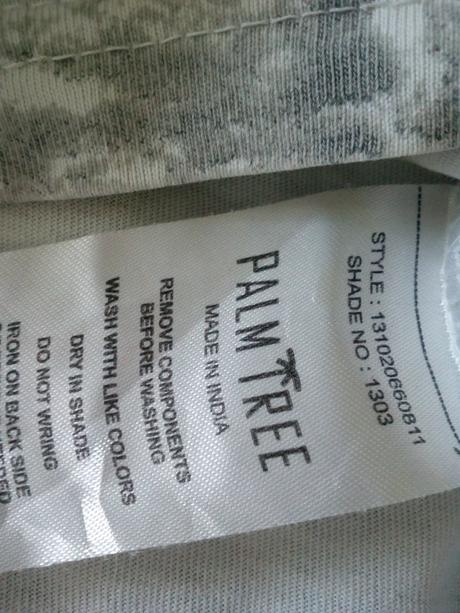 STYLE : 131020660811
SHADE NO : 1303
PALM TREE
MADE IN INDIA
REMOVE COMPONENTS
BEFORE WASHING
WASH WITH LIKE COLORS
DRY IN SHADE
DO NOT WRING
IRON ON BACK SIDE